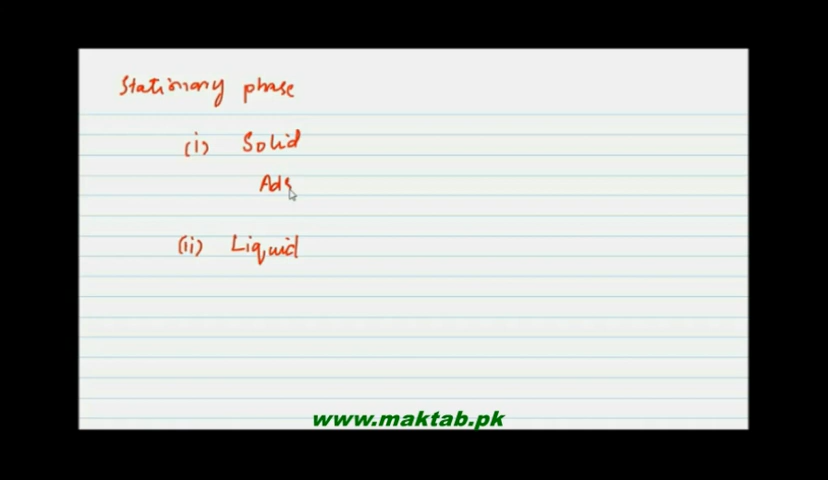 Stationary phase
(i) Solid
Ads
(ii) Liquid
www.maktab.pk